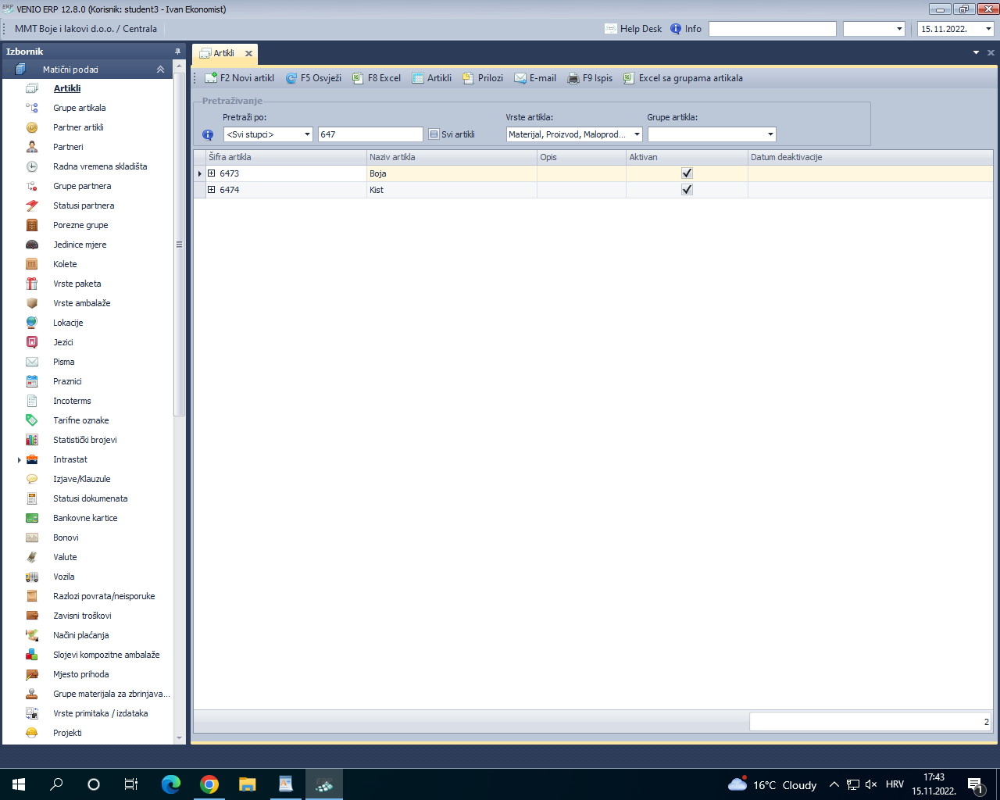 ERP VENIO ERP 12.8.0 (Korisnik: student3 - Ivan Ekonomist)
MMT Boje i lakovi d.o.o. / Centrala
Help Desk
Info
15.11.2022.
Izbornik
Matični podaci
Artikli
Grupe artikala
Partner artikli
Partneri
Radna vremena skladišta
Grupe partnera
Statusi partnera
Porezne grupe
Jedinice mjere
Kolete
Vrste paketa
Vrste ambalaže
Lokacije
Jezici
Pisma
Praznici
Incoterms
Tarifne oznake
Statistički brojevi
Intrastat
Izjave/Klauzule
Statusi dokumenata
Bankovne kartice
Bonovi
Valute
Vozila
Razlozi povrata/neisporuke
Zavisni troškovi
Načini plaćanja
Slojevi kompozitne ambalaže
Mjesto prihoda
Grupe materijala za zbrinjava...
Vrste primitaka / izdataka
Projekti
Artikli
F2 Novi artikl
F5 Osvježi
F8 Excel
Artikli
Prilozi
E-mail
F9 Ispis
Excel sa grupama artikala
Pretraživanje
Pretraži po:
Vrste artikla:
Grupe artikla:
<Svi stupci>
647
Svi artikli
Materijal, Proizvod, Maloprod...
Šifra artikla
Naziv artikla
Opis
Aktivan
Datum deaktivacije
6473
Boja
6474
Kist
2
16°C Cloudy
HRV
17:43
15.11.2022.
1